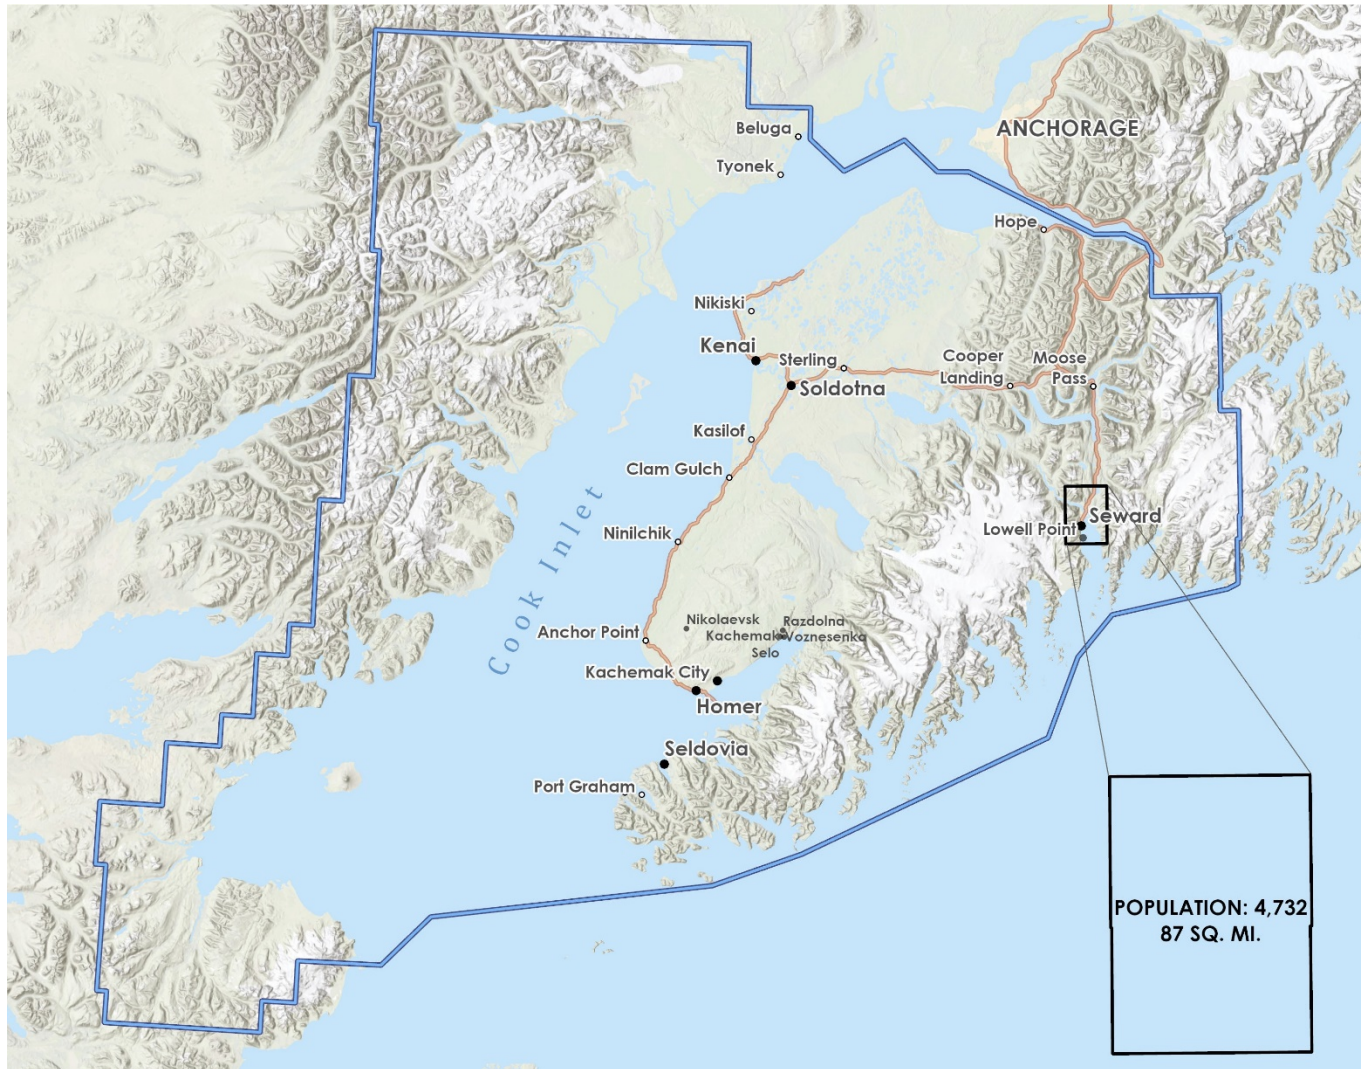 Beluga
ANCHORAGE
Tyonek
Hope
Nikiski
Kenai
Sterling
Cooper
Landing
Moose
Pass
Soldotna
Kasilof
Clam Gulch
Cook Inlet
Seward
Lowell Point
Ninilchik
Nikolaevsk
Razdolna
Anchor Point
Kachemak
Selo
Voznesenka
Kachemak City
Homer
Seldovia
Port Graham
POPULATION: 4,732
87 SQ. MI.